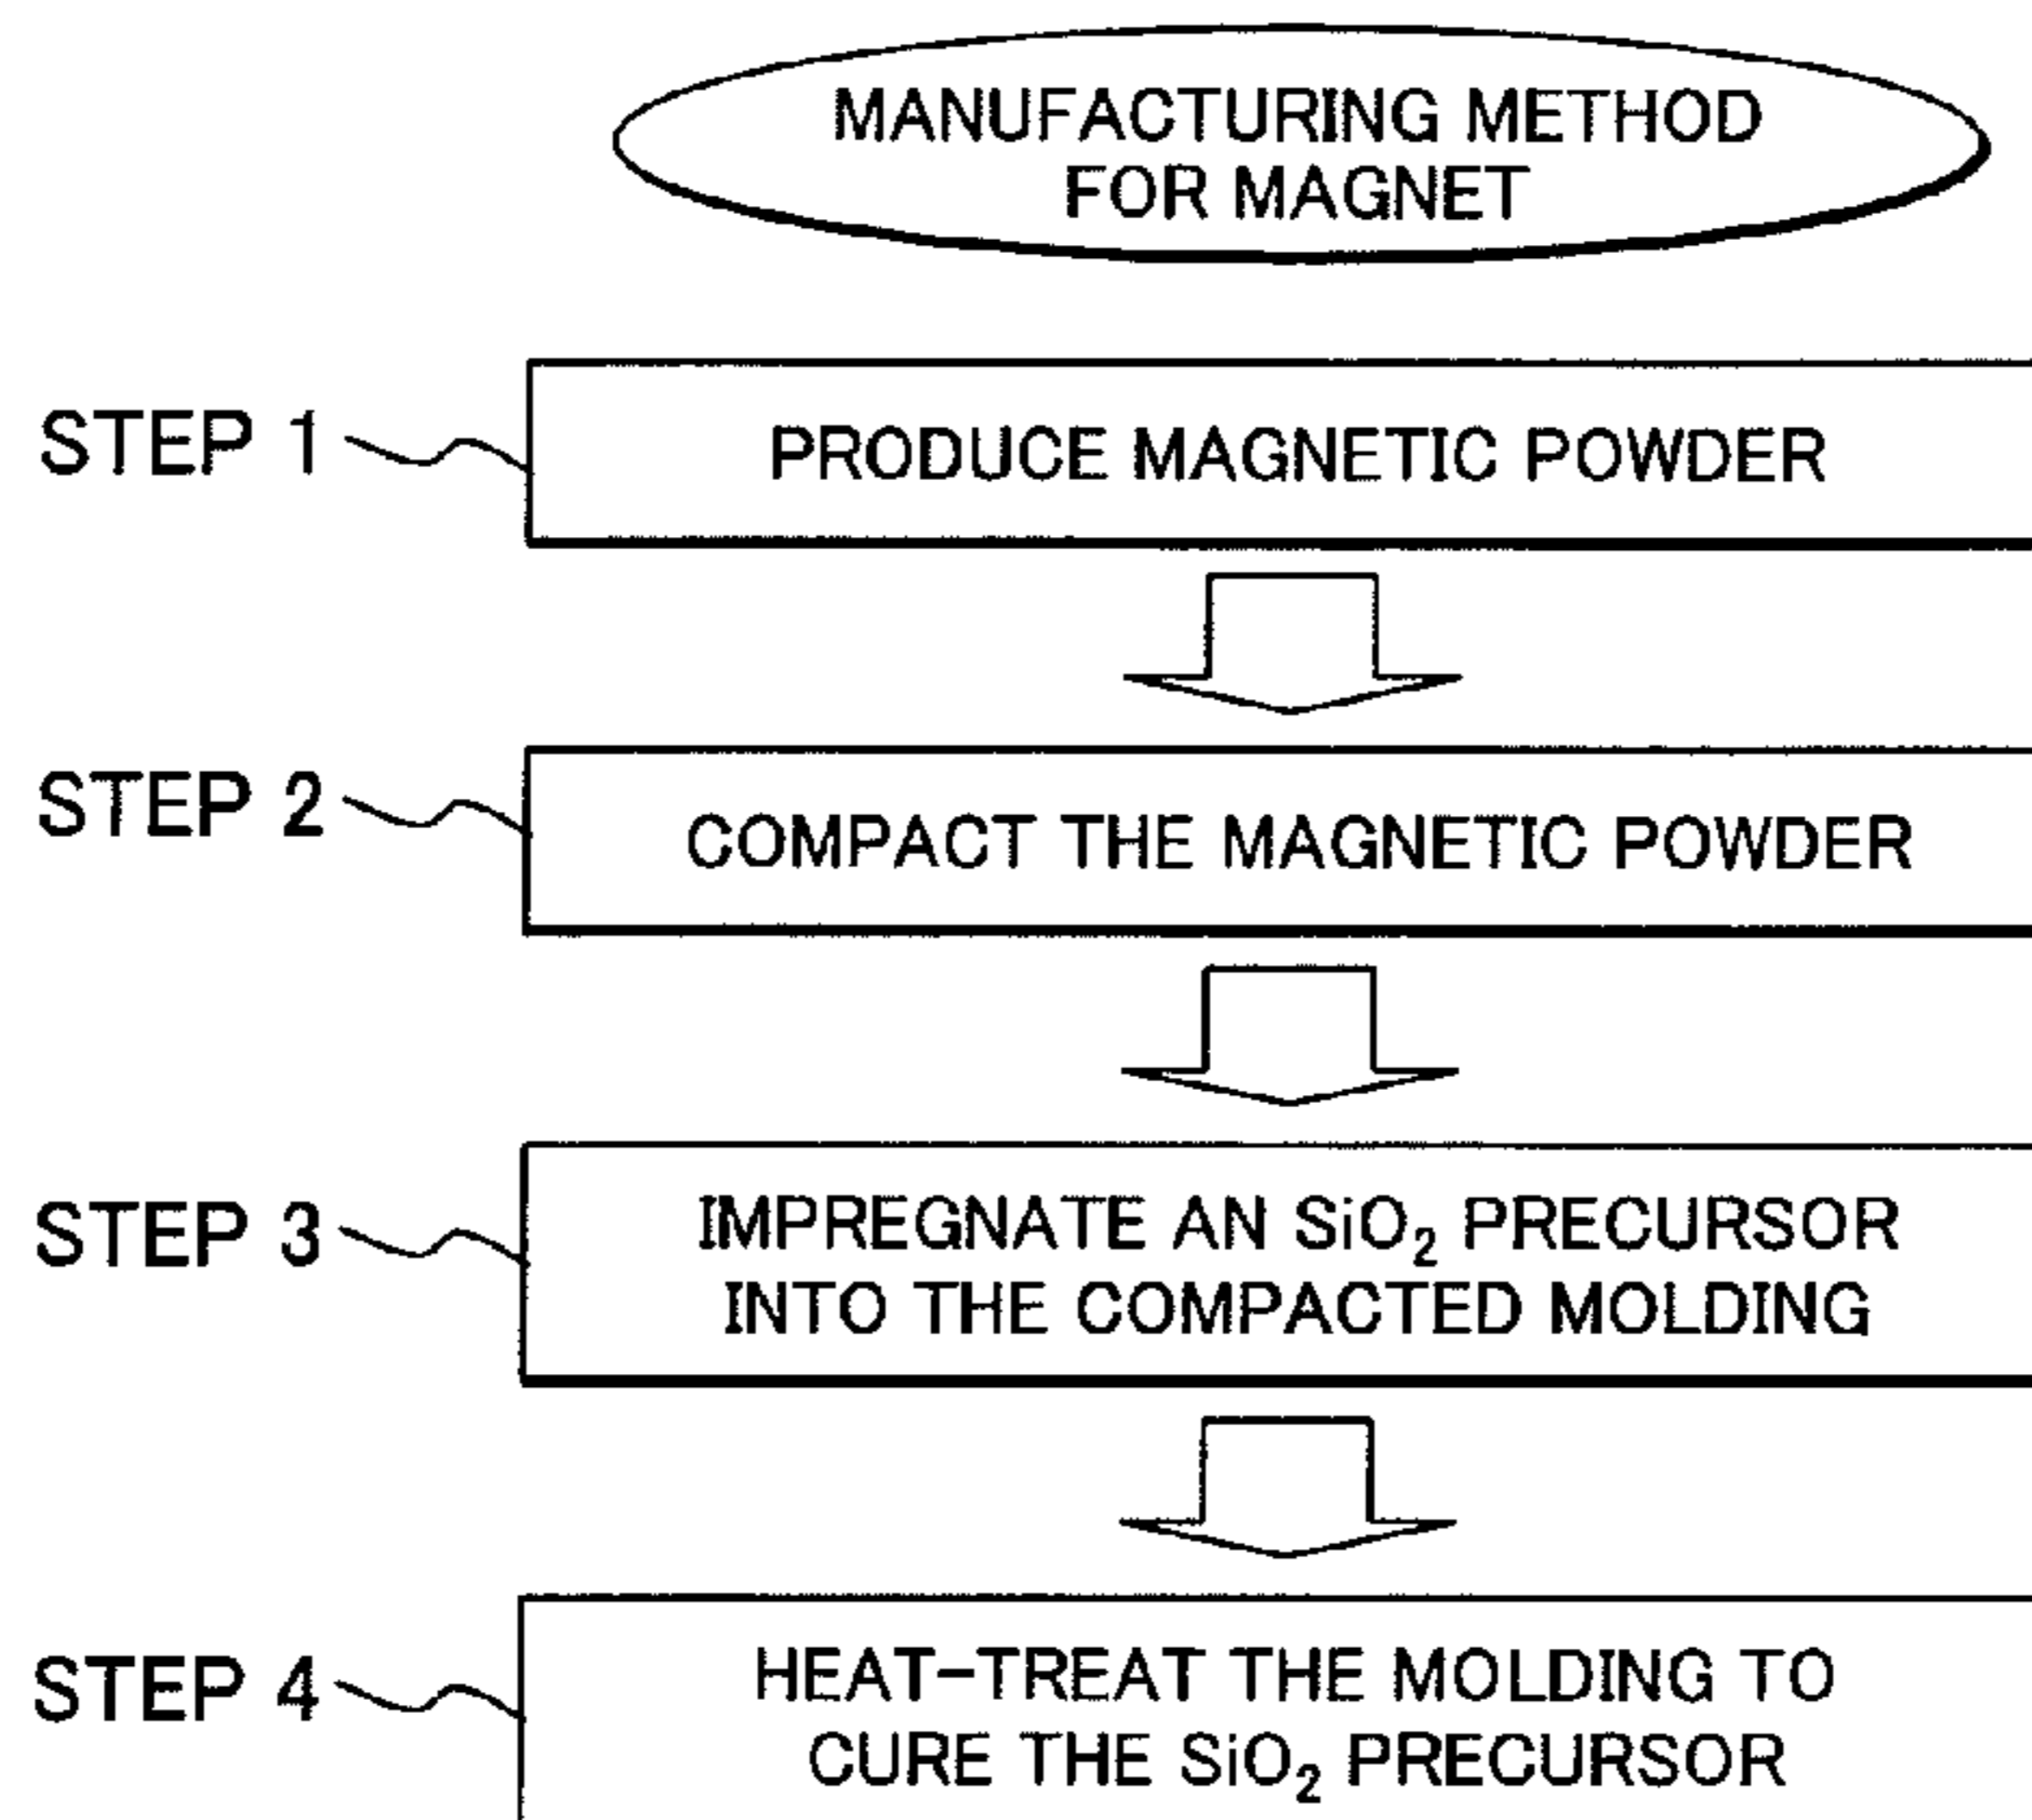 MANUFACTURING METHOD
FOR MAGNET
STEP 1
PRODUCE MAGNETIC POWDER
STEP 2
COMPACT THE MAGNETIC POWDER
STEP 3
IMPREGNATE AN SiO₂ PRECURSOR
INTO THE COMPACTED MOLDING
STEP 4
HEAT-TREAT THE MOLDING TO
CURE THE SiO₂ PRECURSOR